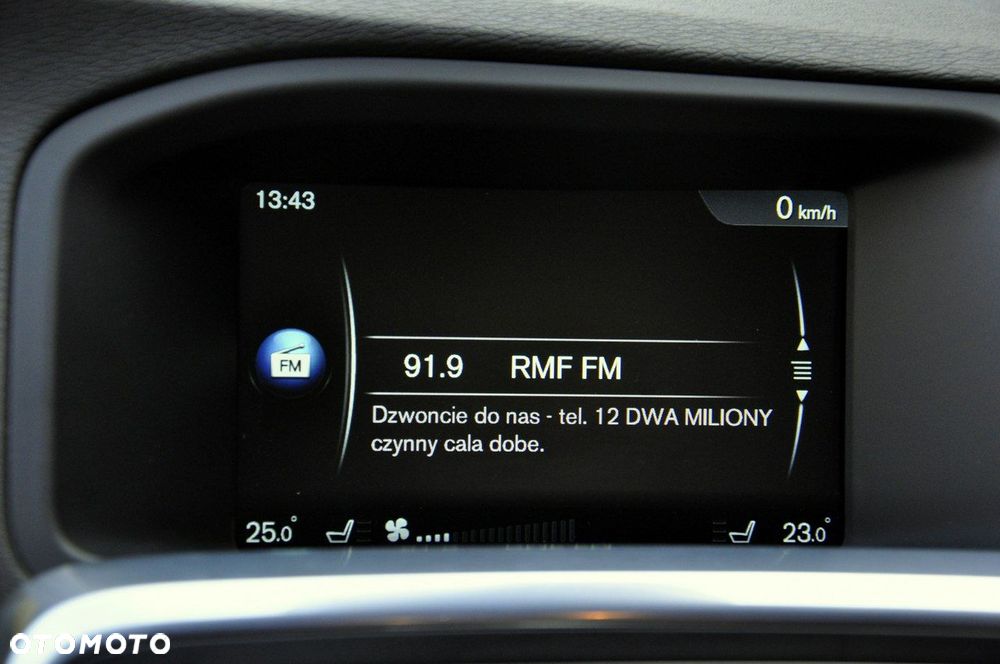 13:43
0 km/h
FM
91.9 RMF FM
Dzwoncie do nas - tel. 12 DWA MILIONY
czynny cala dobe.
25.0°
23.0°
OTOMOTO